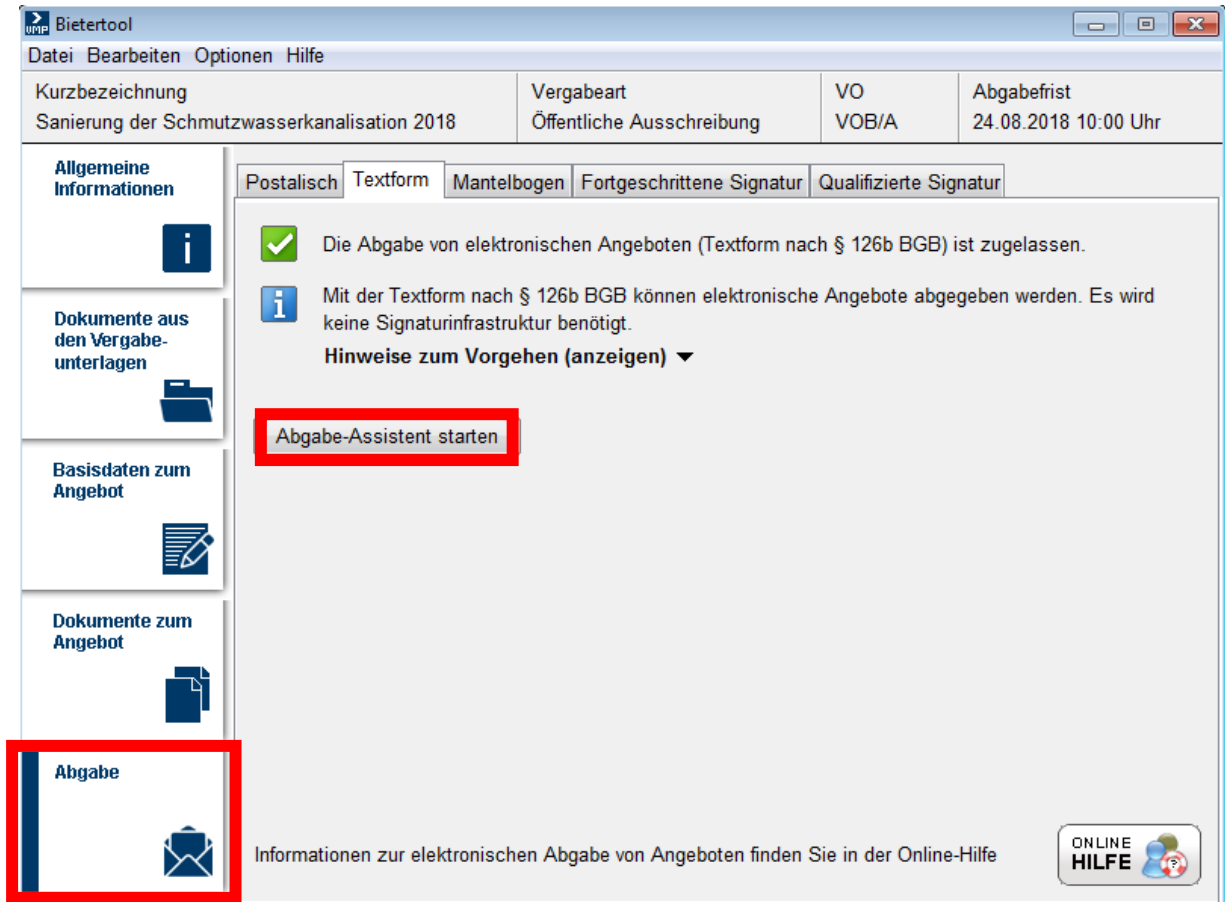 VMP Bietertool
Datei Bearbeiten Optionen Hilfe
Kurzbezeichnung
Sanierung der Schmutzwasserkanalisation 2018
Vergabeart
Öffentliche Ausschreibung
VO
VOB/A
Abgabefrist
24.08.2018 10:00 Uhr
Allgemeine
Informationen
i
Dokumente aus
den Vergabe-
unterlagen
Basisdaten zum
Angebot
Dokumente zum
Angebot
Abgabe
Postalisch Textform Mantelbogen Fortgeschrittene Signatur Qualifizierte Signatur
Die Abgabe von elektronischen Angeboten (Textform nach § 126b BGB) ist zugelassen.
i
Mit der Textform nach § 126b BGB können elektronische Angebote abgegeben werden. Es wird
keine Signaturinfrastruktur benötigt.
Hinweise zum Vorgehen (anzeigen)
Abgabe-Assistent starten
Informationen zur elektronischen Abgabe von Angeboten finden Sie in der Online-Hilfe
ONLINE
HILFE